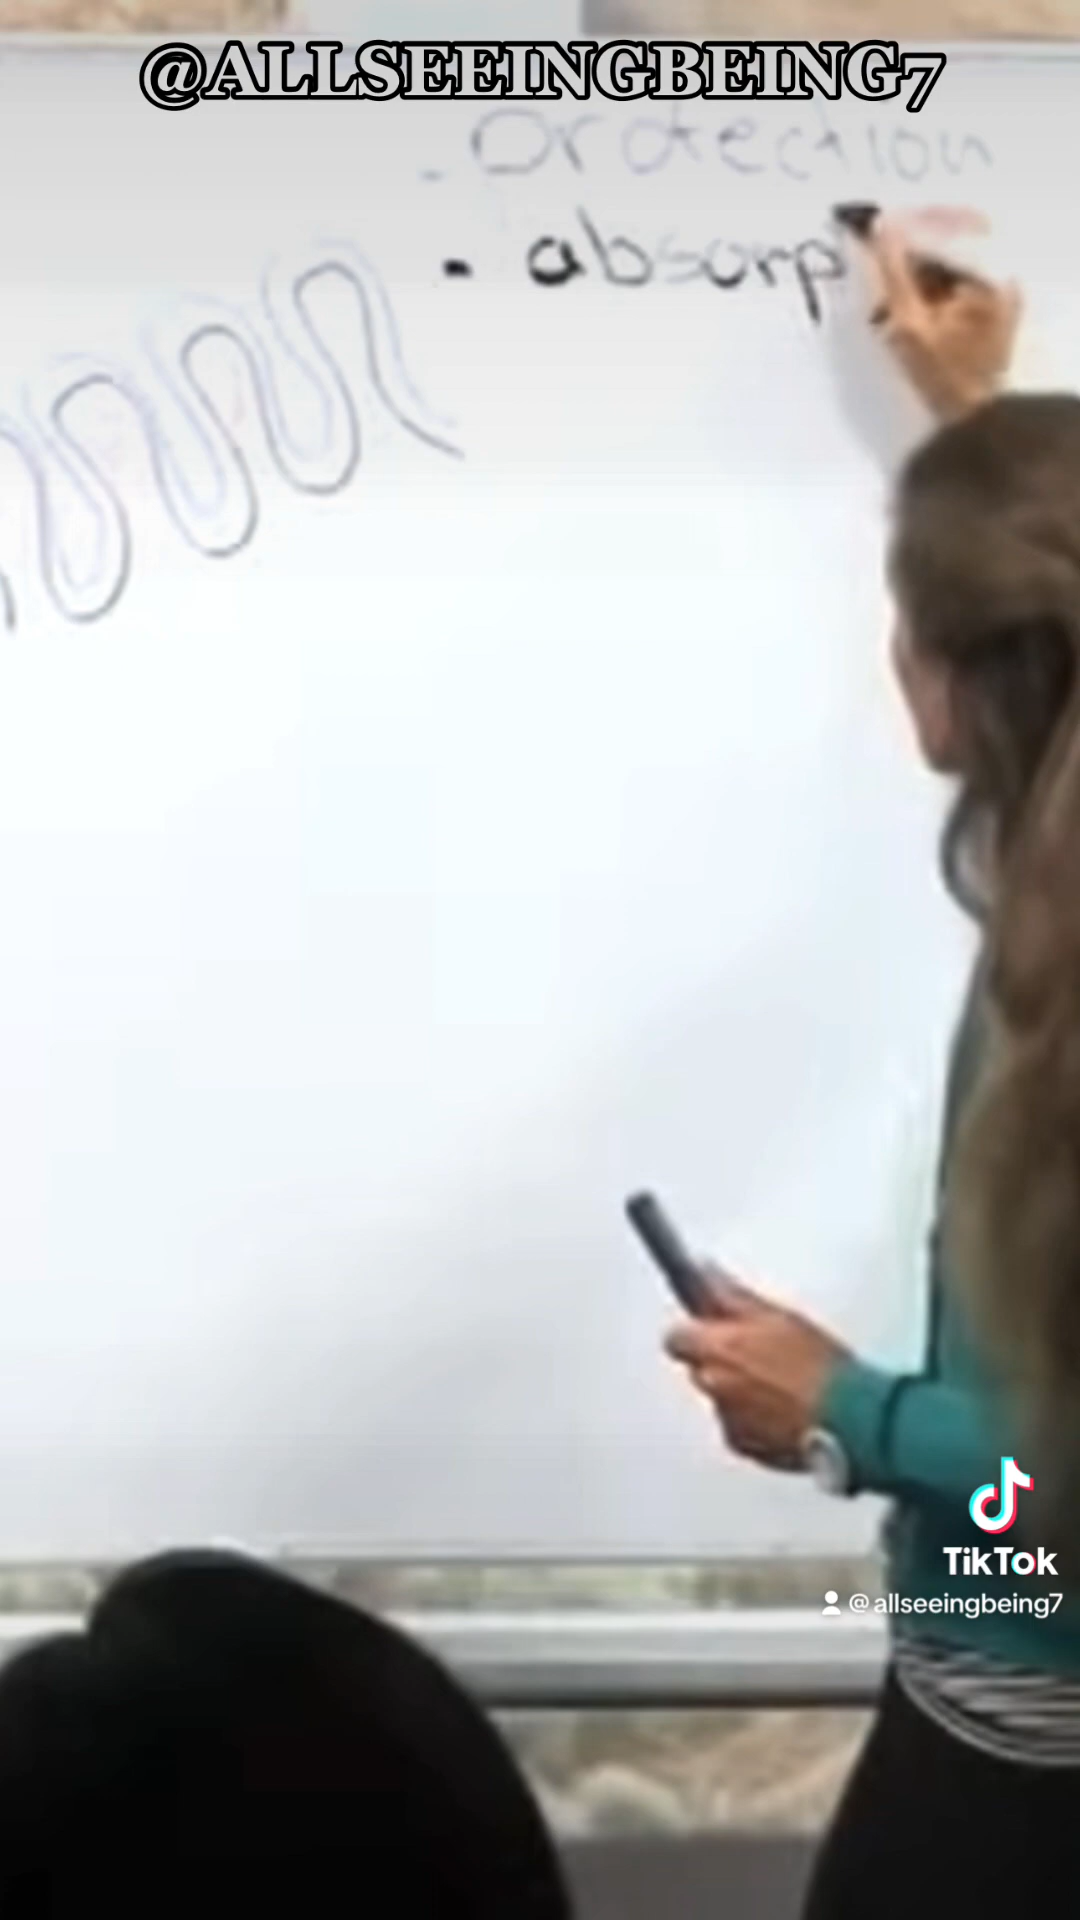 @ALLSEEINGBEING7
- Protection
- absorp
TikTok
@allseeingbeing7